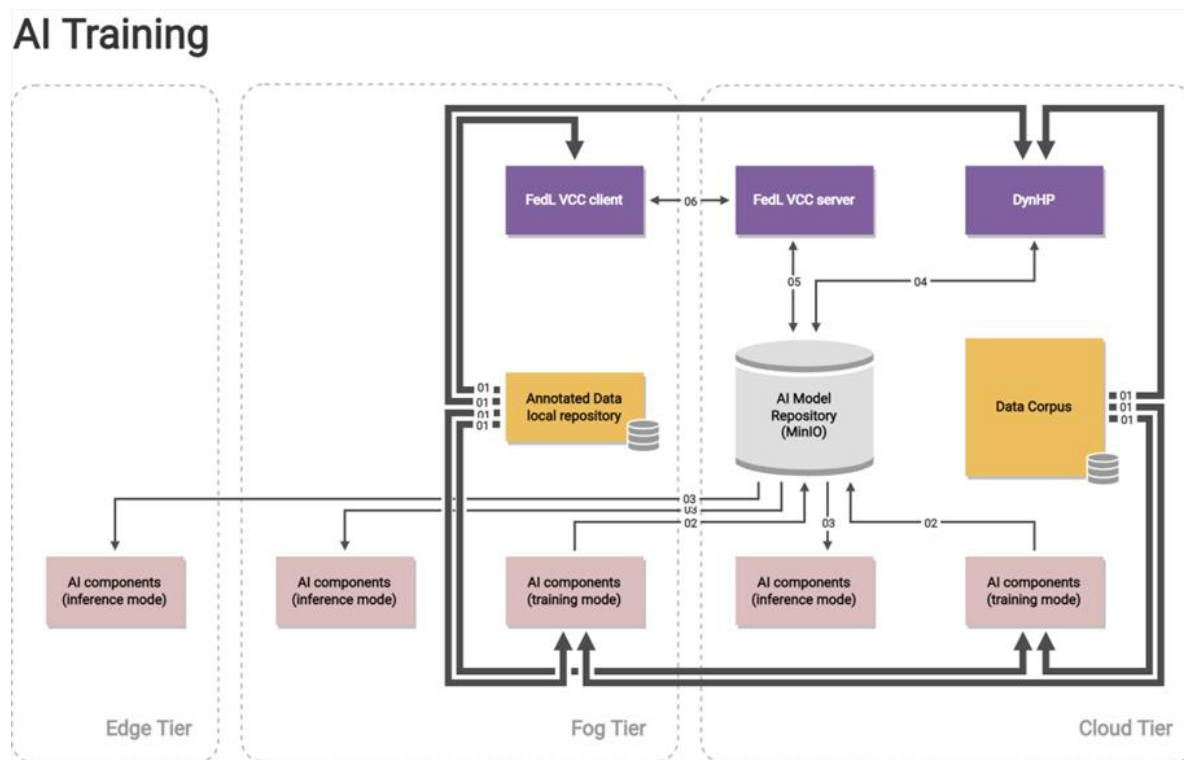 AI Training
FedL VCC client
06
FedL VCC server
DynHP
05
04
01
01
01
01
Annotated Data
local repository
AI Model
Repository
(MinIO)
Data Corpus
01
01
01
03
03
02
03
02
AI components
(inference mode)
AI components
(inference mode)
AI components
(training mode)
AI components
(inference mode)
AI components
(training mode)
Edge Tier
Fog Tier
Cloud Tier